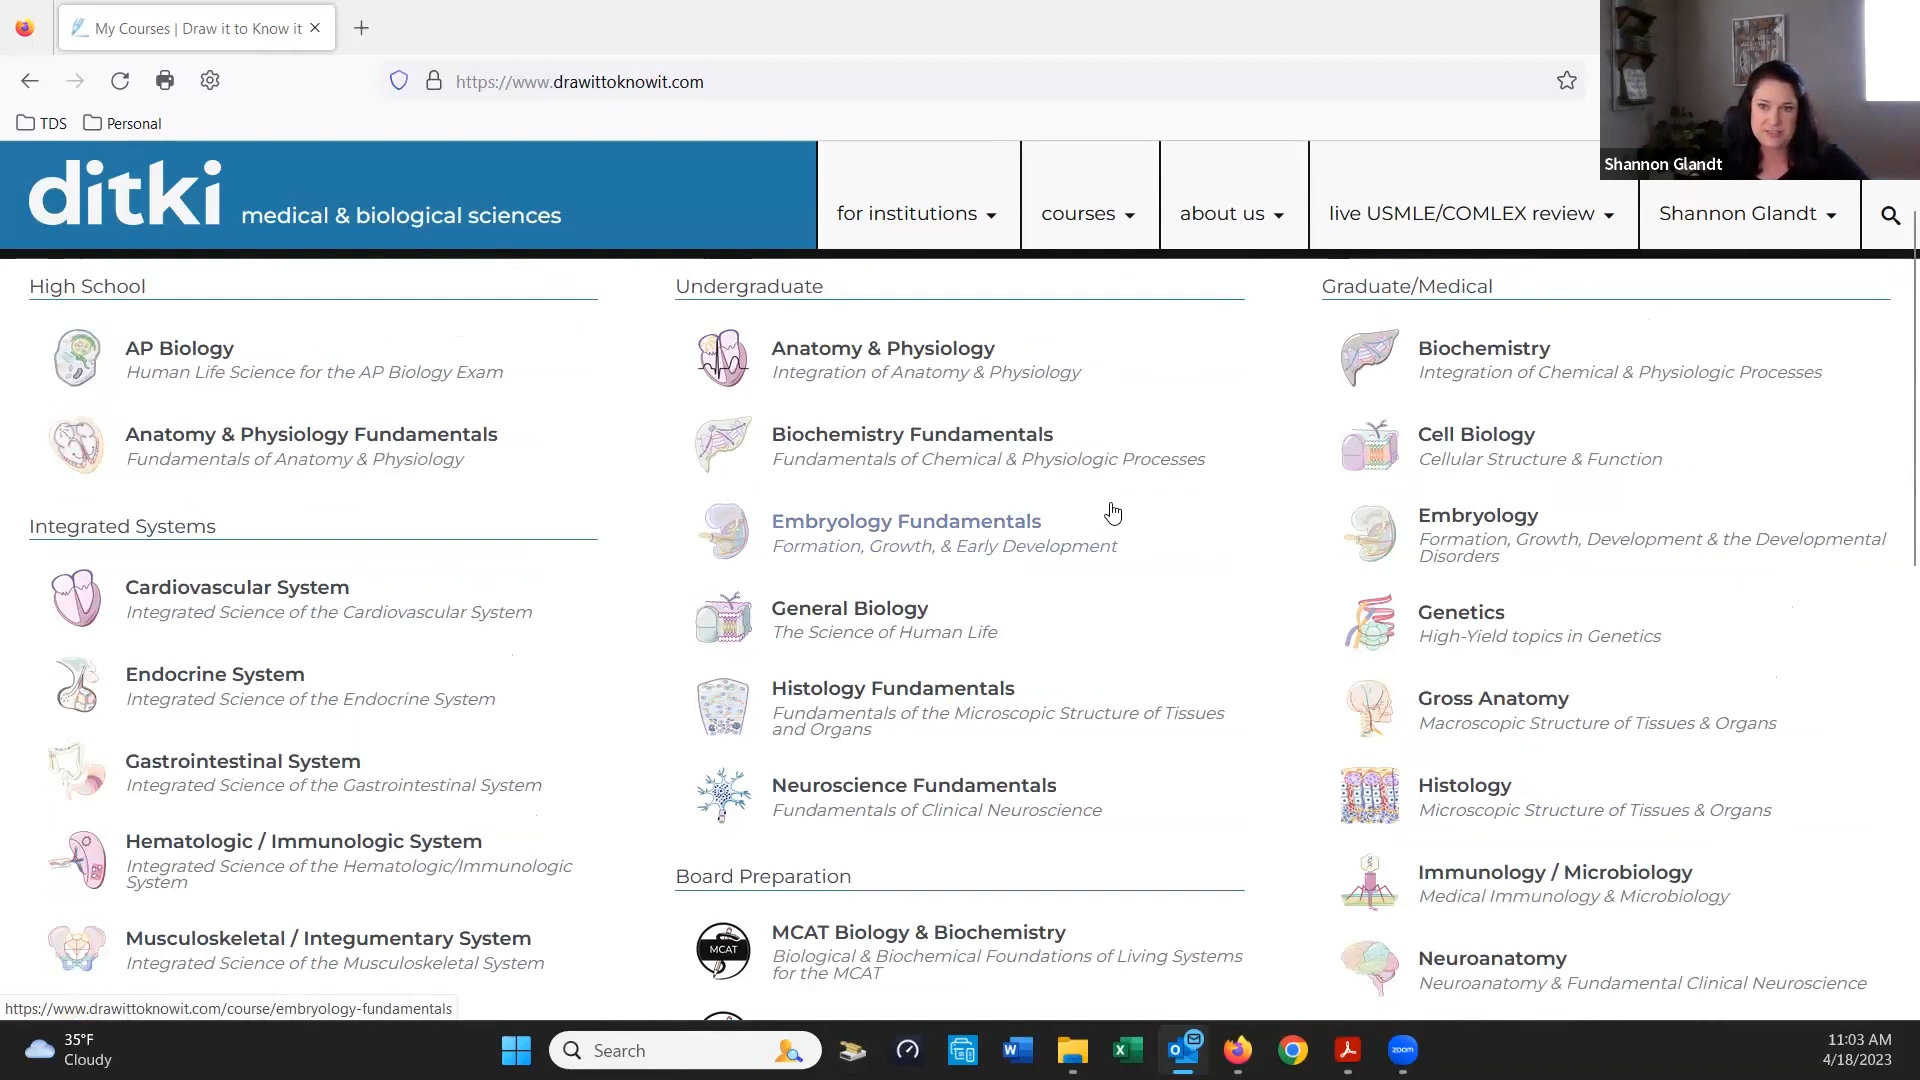 My Courses | Draw it to Know it
https://www.drawittoknowit.com
TDS
Personal
Shannon Glandt
ditki medical & biological sciences
for institutions
courses
about us
live USMLE/COMLEX review
Shannon Glandt
High School
AP Biology
Human Life Science for the AP Biology Exam
Anatomy & Physiology Fundamentals
Fundamentals of Anatomy & Physiology
Integrated Systems
Cardiovascular System
Integrated Science of the Cardiovascular System
Endocrine System
Integrated Science of the Endocrine System
Gastrointestinal System
Integrated Science of the Gastrointestinal System
Hematologic / Immunologic System
Integrated Science of the Hematologic/Immunologic
System
Musculoskeletal / Integumentary System
Integrated Science of the Musculoskeletal System
Undergraduate
Anatomy & Physiology
Integration of Anatomy & Physiology
Biochemistry Fundamentals
Fundamentals of Chemical & Physiologic Processes
Embryology Fundamentals
Formation, Growth, & Early Development
General Biology
The Science of Human Life
Histology Fundamentals
Fundamentals of the Microscopic Structure of Tissues
and Organs
Neuroscience Fundamentals
Fundamentals of Clinical Neuroscience
Board Preparation
MCAT
MCAT Biology & Biochemistry
Biological & Biochemical Foundations of Living Systems
for the MCAT
Graduate/Medical
Biochemistry
Integration of Chemical & Physiologic Processes
Cell Biology
Cellular Structure & Function
Embryology
Formation, Growth, Development & the Developmental
Disorders
Genetics
High-Yield topics in Genetics
Gross Anatomy
Macroscopic Structure of Tissues & Organs
Histology
Microscopic Structure of Tissues & Organs
Immunology / Microbiology
Medical Immunology & Microbiology
Neuroanatomy
Neuroanatomy & Fundamental Clinical Neuroscience
https://www.drawittoknowit.com/course/embryology-fundamentals
35°F
Cloudy
Search
zoom
11:03 AM
4/18/2023